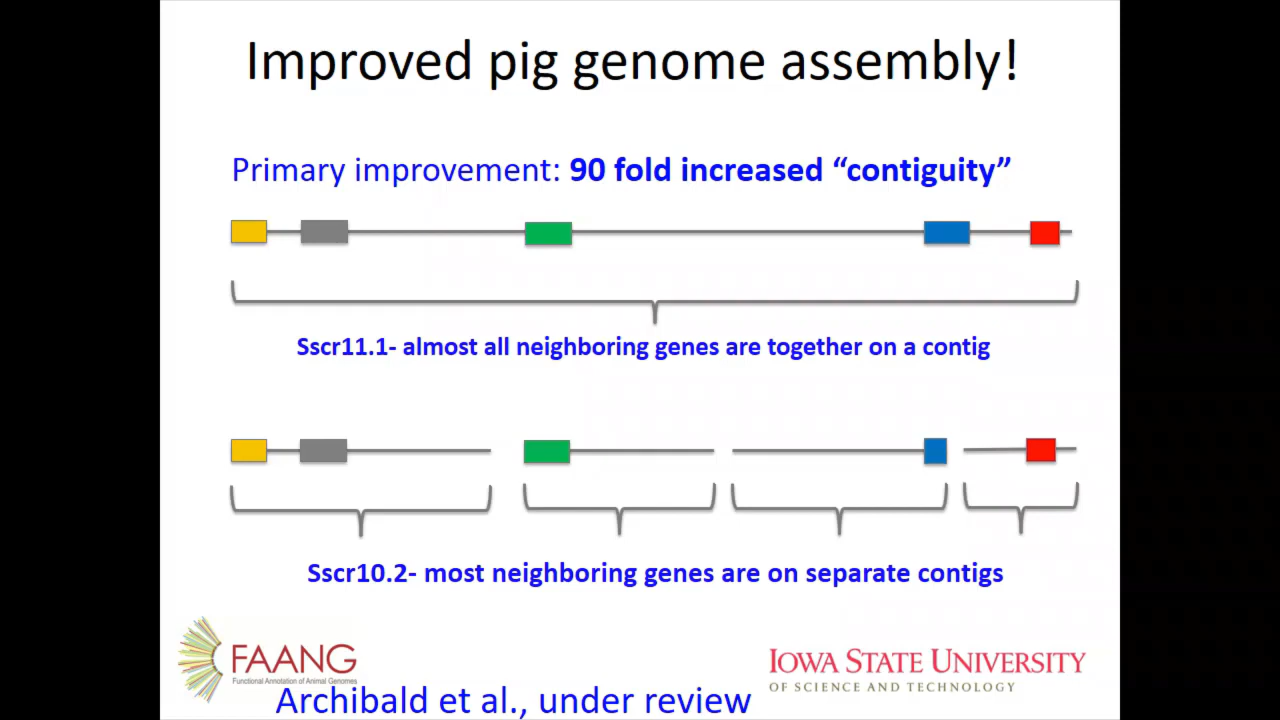 Improved pig genome assembly!
Primary improvement: 90 fold increased “contiguity”
Sscr11.1- almost all neighboring genes are together on a contig
Sscr10.2- most neighboring genes are on separate contigs
FAANG
Functional Annotation of Animal Genomes
IOWA STATE UNIVERSITY
OF SCIENCE AND TECHNOLOGY
Archibald et al., under review